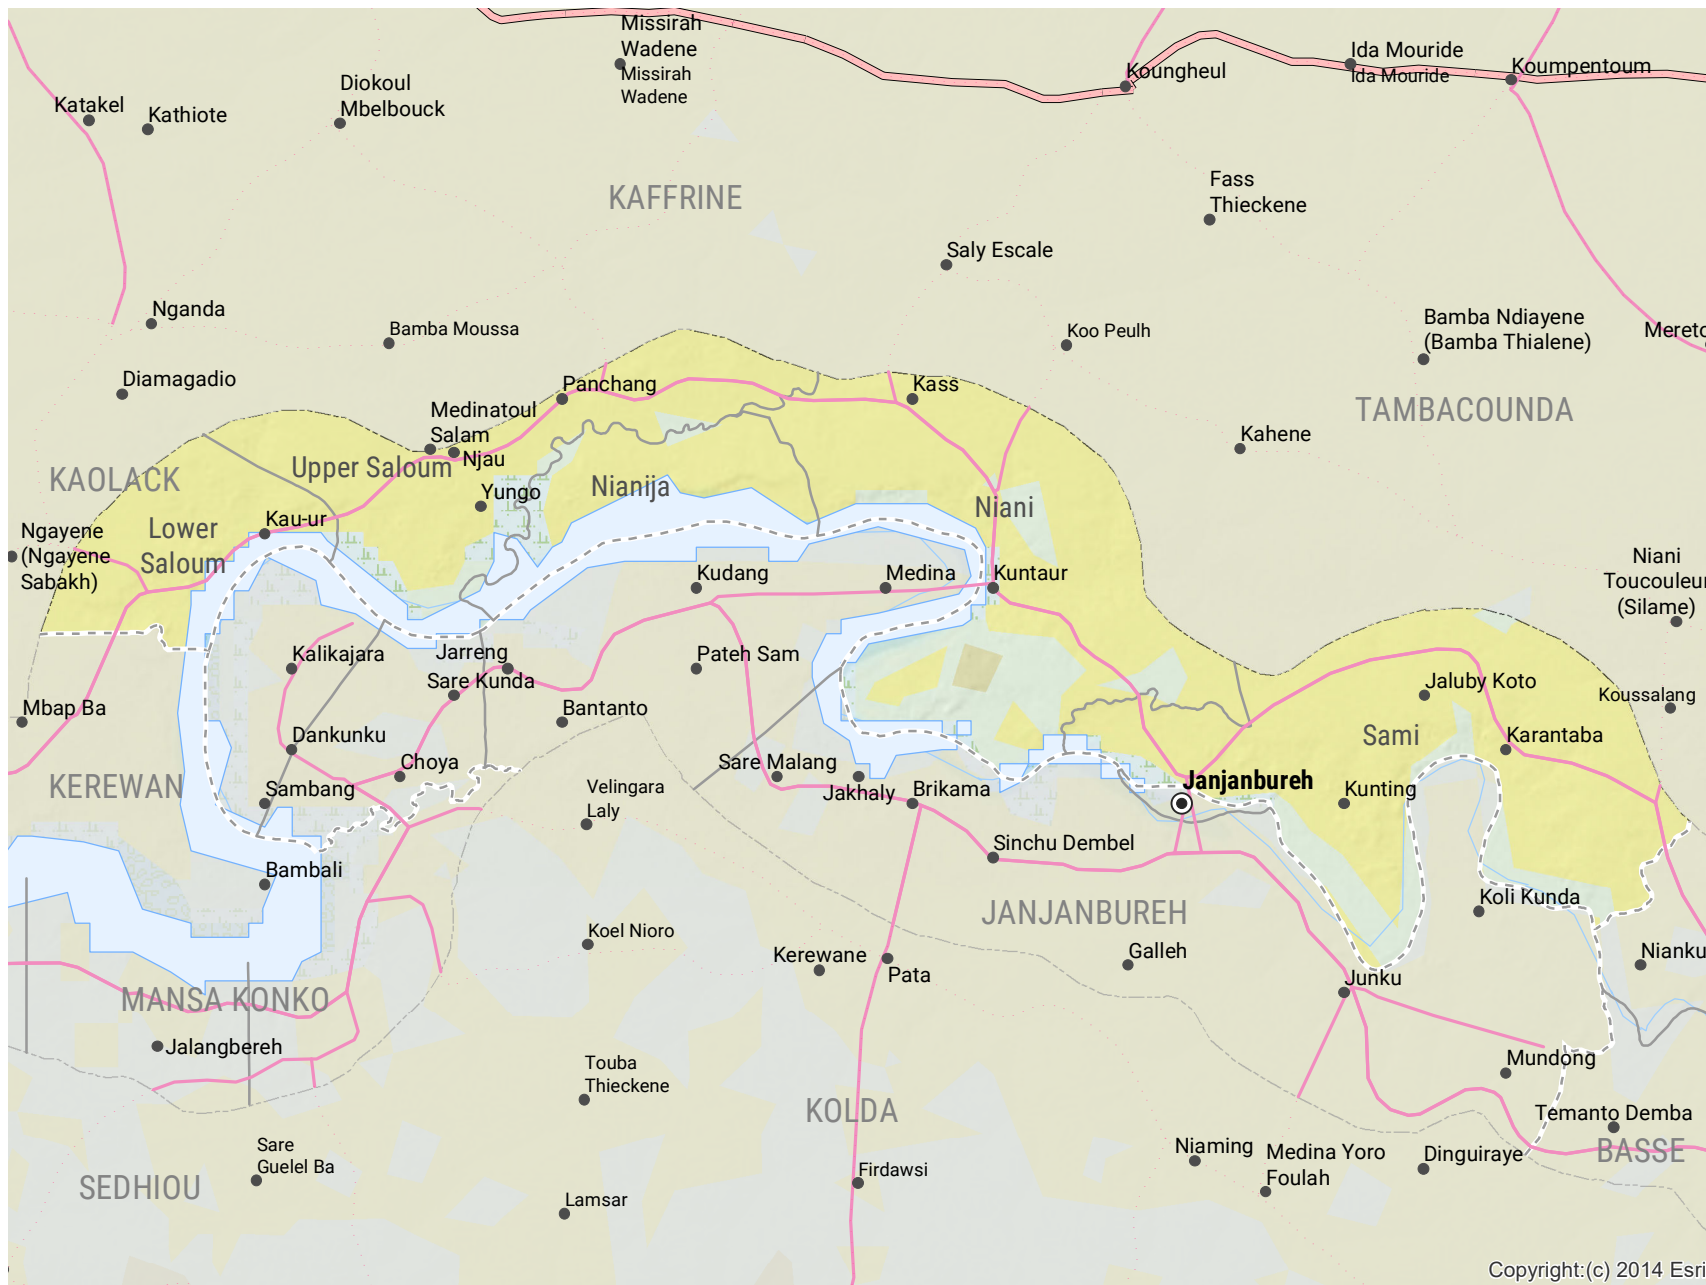 Missirah
Wadene
Missirah
Wadene
Ida Mouride
Ida Mouride
Koungheul
Koumpentoum
Diokoul
Mbelbouck
Katakel
Kathiote
KAFFRINE
Fass
Thieckene
Saly Escale
Nganda
Bamba Moussa
Koo Peulh
Bamba Ndiayene
(Bamba Thialene)
Meretc
Diamagadio
Panchang
Kass
TAMBACOUNDA
Medinatoul
Salam
Njau
Kahene
KAOLACK
Upper Saloum
Yungo
Nianija
Niani
Lower
Saloum
Kau-ur
Ngayene
(Ngayene
Sabakh)
Kudang
Medina
Kuntaur
Niani
Toucouleur
(Silame)
Kalikajara
Jarreng
Sare Kunda
Pateh Sam
Jaluby Koto
Koussalang
Mbap Ba
Bantanto
Dankunku
Choya
Sami
Karantaba
KEREWAN
Sambang
Velingara
Laly
Sare Malang
Jakhaly
Brikama
Janjanbureh
Kunting
Sinchu Dembel
Bambali
JANJANBUREH
Koli Kunda
Koel Nioro
Kerewane
Pata
Galleh
Junku
Nianku
MANSA KONKO
Jalangbereh
Touba
Thieckene
KOLDA
Mundong
Temanto Demba
BASSE
Sare
Guelel Ba
SEDHIOU
Lamsar
Firdawsi
Niaming
Medina Yoro
Foulah
Dinguiraye
Copyright:(c) 2014 Esri